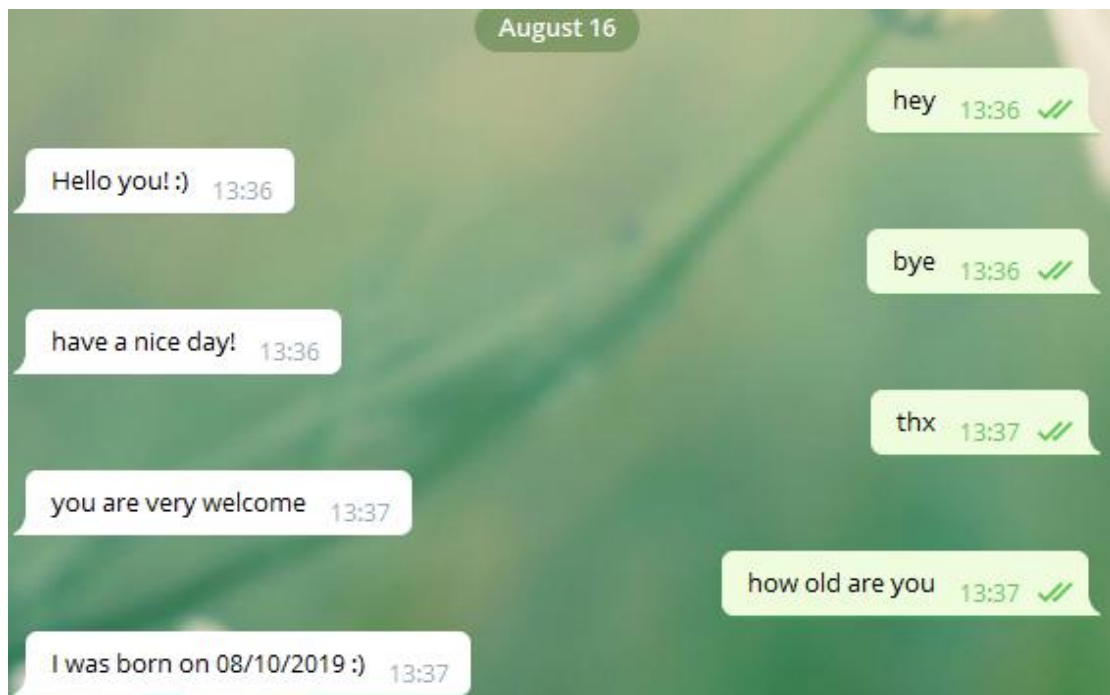 August 16
hey 13:36
Hello you! :) 13:36
bye 13:36
have a nice day! 13:36
thx 13:37
you are very welcome 13:37
how old are you 13:37
I was born on 08/10/2019 :) 13:37